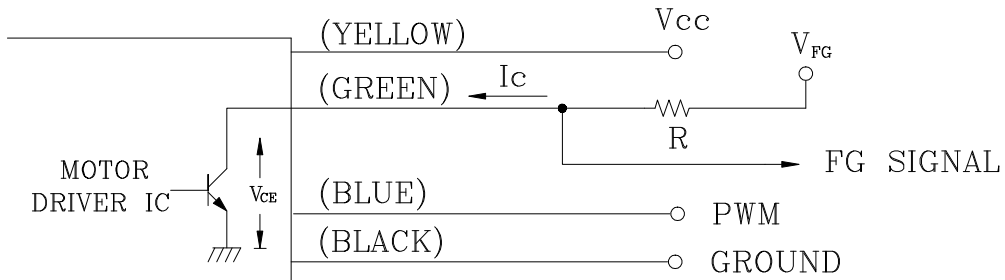 (YELLOW)
Vcc
VFG
(GREEN)
Ic
R
FG SIGNAL
MOTOR
DRIVER IC
VCE
(BLUE)
PWM
(BLACK)
GROUND